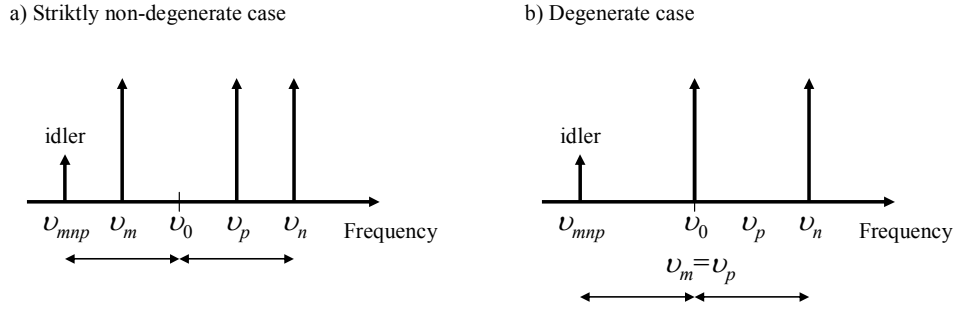 a) Striktly non-degenerate case
b) Degenerate case
idler
idler
υmnp υm υ0 υp υn Frequency
υmnp υ0 υp υn Frequency
υm=υp